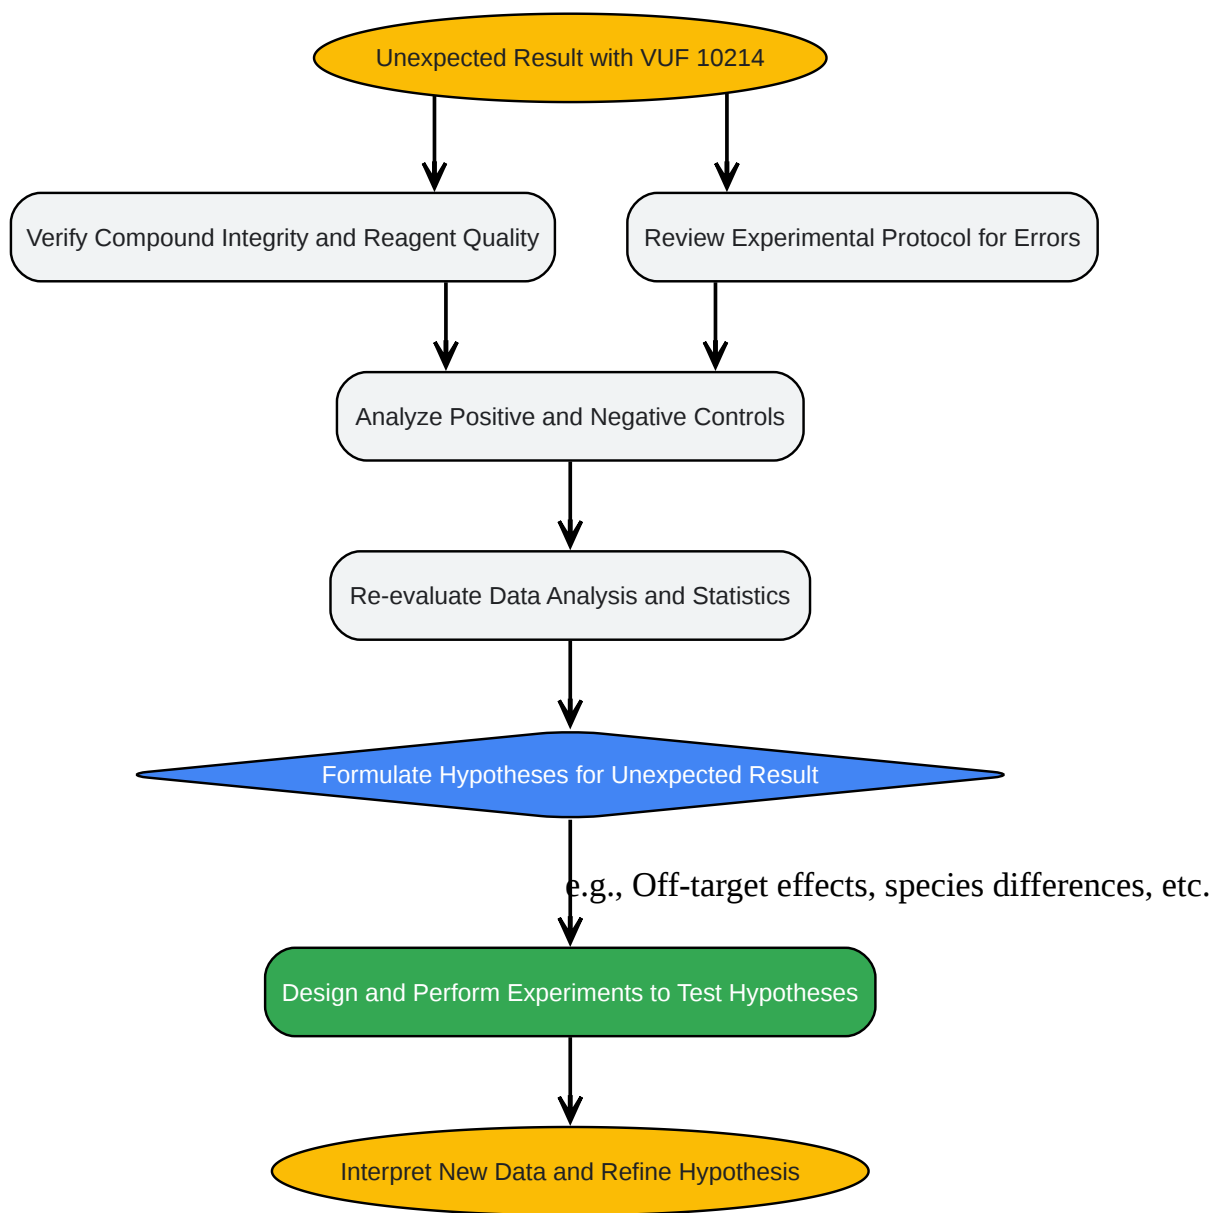 Unexpected Result with VUF 10214
Verify Compound Integrity and Reagent Quality
Review Experimental Protocol for Errors
Analyze Positive and Negative Controls
Re-evaluate Data Analysis and Statistics
Formulate Hypotheses for Unexpected Result
e.g., Off-target effects, species differences, etc.
Design and Perform Experiments to Test Hypotheses
Interpret New Data and Refine Hypothesis